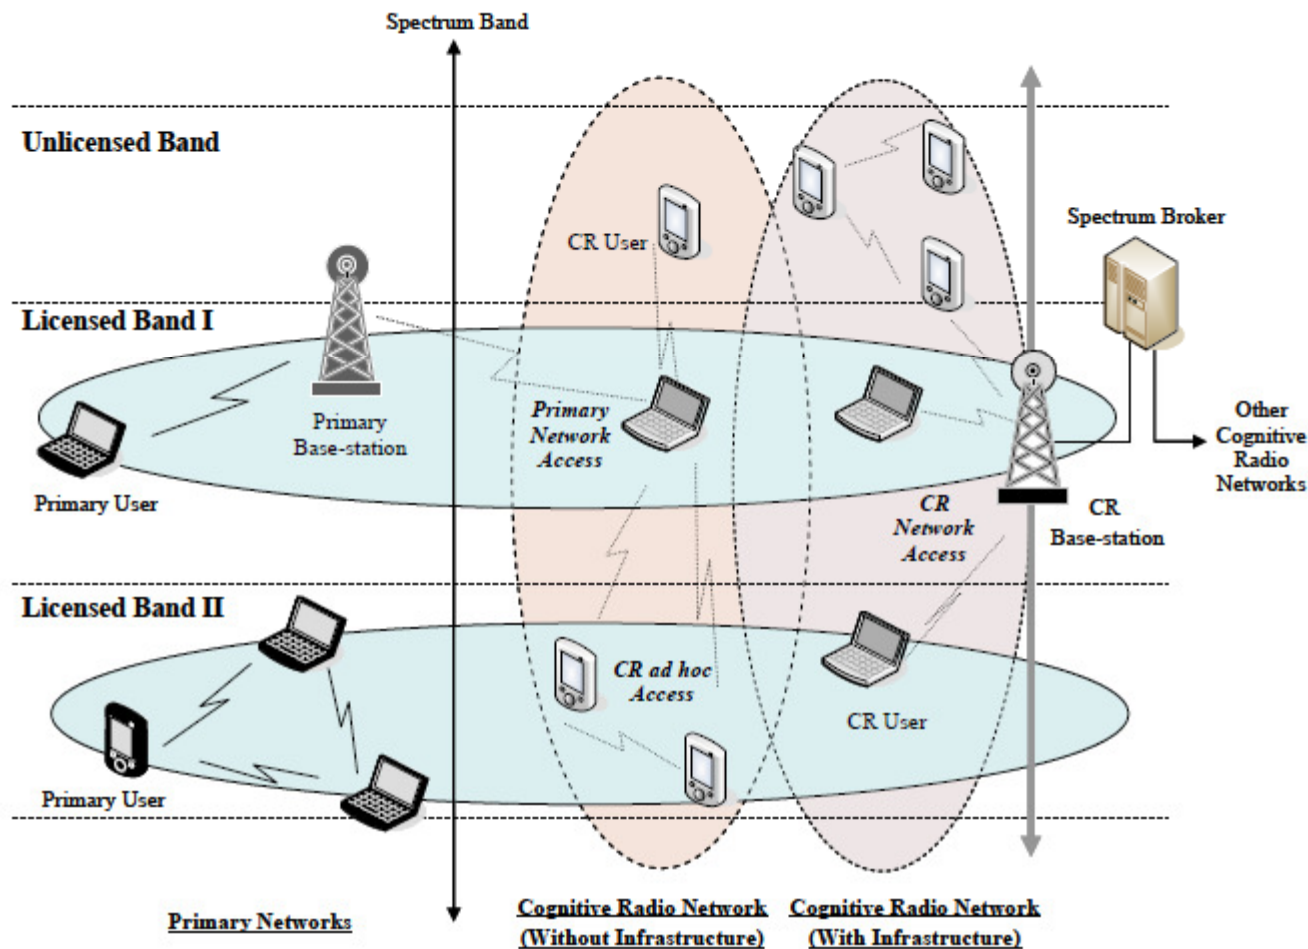 Spectrum Band
Unlicensed Band
CR User
Spectrum Broker
Licensed Band I
Primary
Base-station
Primary
Network
Access
Other
Cognitive
Radio
Networks
Primary User
CR
Network
Access
CR
Base-station
Licensed Band II
CR ad hoc
Access
CR User
Primary User
Primary Networks
Cognitive Radio Network
(Without Infrastructure)
Cognitive Radio Network
(With Infrastructure)